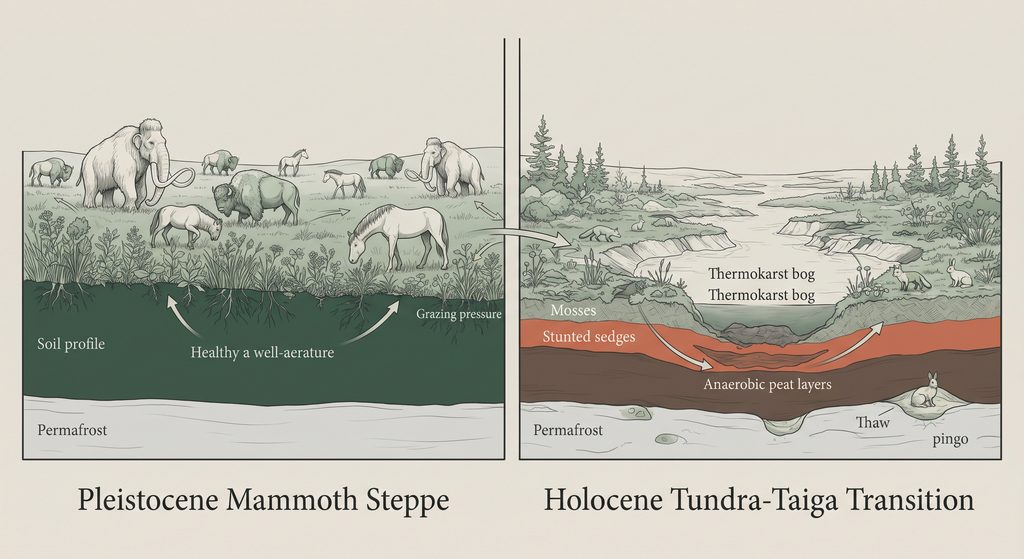 Grazing pressure
Soil profile
Healthy a well-aerature
Permafrost
Pleistocene Mammoth Steppe
Thermokarst bog
Thermokarst bog
Mosses
Stunted sedges
Anaerobic peat layers
Thaw
Permafrost
pingo
Holocene Tundra-Taiga Transition